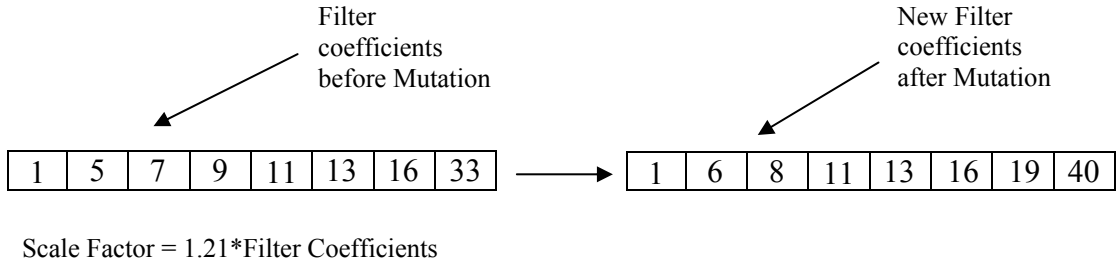 Filter
coefficients
before Mutation
New Filter
coefficients
after Mutation
1 5 7 9 11 13 16 33
1 6 8 11 13 16 19 40
Scale Factor = 1.21*Filter Coefficients